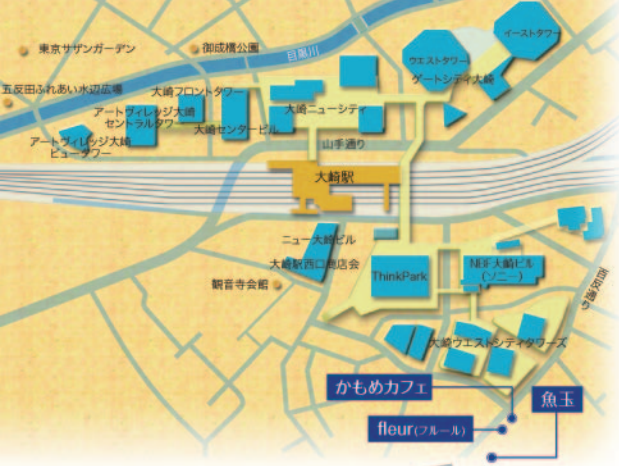 東京サザンガーデン
御成橋公園
目黒川
イーストタワー
ウエストタワー
ゲートシティ大崎
五反田ふれあい水辺広場
大崎フロントタワー
アートヴィレッジ大崎
セントラルタワー
大崎センタービル
大崎ニューシティ
アートヴィレッジ大崎
ビュータワー
山手通り
大崎駅
ニュー大崎ビル
大崎駅西口商店会
観音寺会館
ThinkPark
NBF大崎ビル
(ソニー)
百反通り
大崎ウエストシティタワーズ
かもめカフェ
魚玉
fleur(フルール)